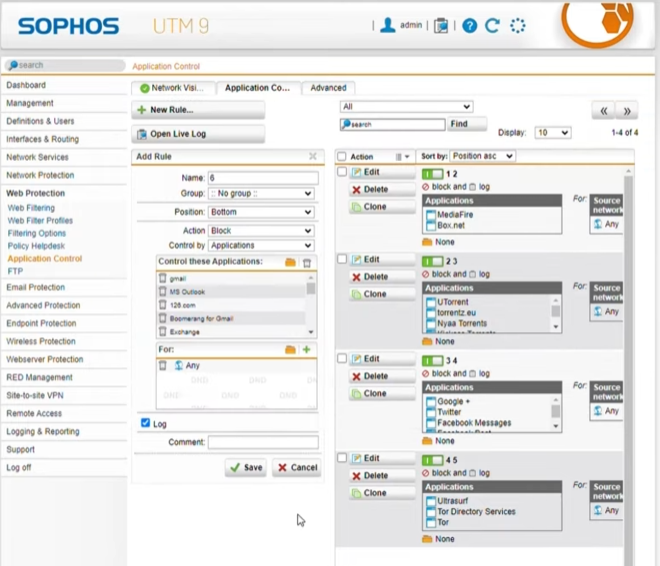 SOPHOS UTM 9
admin
search
Application Control
Dashboard
Management
Definitions & Users
Interfaces & Routing
Network Services
Network Protection
Web Protection
Web Filtering
Web Filter Profiles
Filtering Options
Policy Helpdesk
Application Control
FTP
Email Protection
Advanced Protection
Endpoint Protection
Wireless Protection
Webserver Protection
RED Management
Site-to-site VPN
Remote Access
Logging & Reporting
Support
Log off
Network Visi...
Application Co...
Advanced
New Rule...
Open Live Log
All
search
Find
Display: 10
1-4 of 4
Add Rule
Name: 6
Group: :: No group ::
Position: Bottom
Action Block
Control by Applications
Control these Applications:
gmail
MS Outlook
126.com
Boomerang for Gmail
Exchange
For:
Any
DND
DND DND
Log
Comment:
Save
Cancel
Action
Sort by: Position asc
Edit
Delete
Clone
1 2
block and log
Applications
MediaFire
Box.net
None
For: Source
network
Any
Edit
Delete
Clone
2 3
block and log
Applications
UTorrent
torrentz.eu
Nyaa Torrents
None
For: Source
network
Any
Edit
Delete
Clone
3 4
block and log
Applications
Google +
Twitter
Facebook Messages
None
For: Source
network
Any
Edit
Delete
Clone
4 5
block and log
Applications
Ultrasurf
Tor Directory Services
Tor
None
For: Source
network
Any